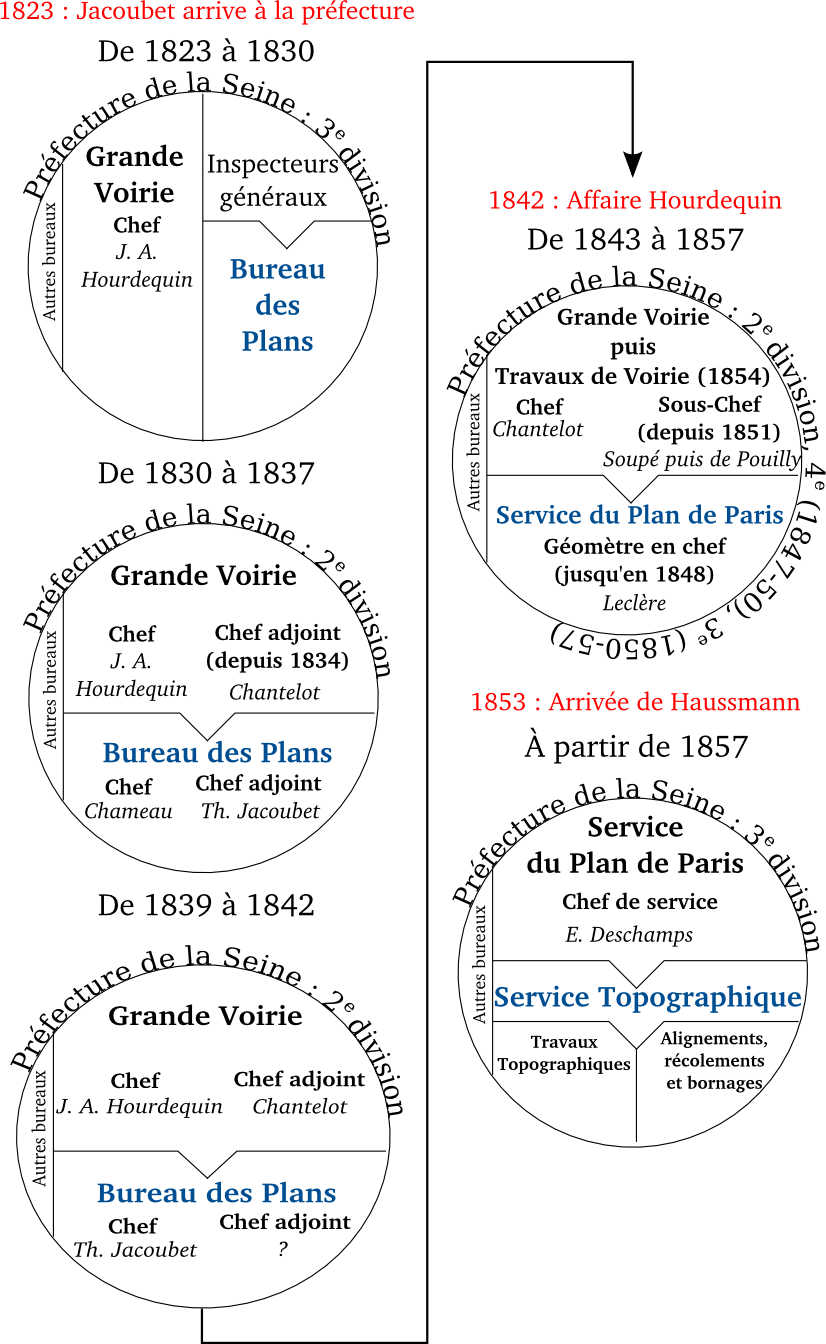 1823 : Jacoubet arrive à la préfecture
De 1823 à 1830
Préfecture de la Seine : 3e division
Autres bureaux
Grande
Voirie
Chef
J. A.
Hourdequin
Inspecteurs
généraux
Bureau
des
Plans
De 1830 à 1837
Préfecture de la Seine : 2e division
Autres bureaux
Grande Voirie
Chef
J. A.
Hourdequin
Chef adjoint
(depuis 1834)
Chantelot
Bureau des Plans
Chef
Chameau
Chef adjoint
Th. Jacoubet
De 1839 à 1842
Préfecture de la Seine : 2e division
Autres bureaux
Grande Voirie
Chef
J. A. Hourdequin
Chef adjoint
Chantelot
Bureau des Plans
Chef
Th. Jacoubet
Chef adjoint
?
1842 : Affaire Hourdequin
De 1843 à 1857
Préfecture de la Seine : 2e division, 4e (1847-50), 3e (1850-57)
Autres bureaux
Grande Voirie
puis
Travaux de Voirie (1854)
Chef
Chantelot
Sous-Chef
(depuis 1851)
Soupé puis de Pouilly
Service du Plan de Paris
Géomètre en chef
(jusqu'en 1848)
Leclère
1853 : Arrivée de Haussmann
À partir de 1857
Préfecture de la Seine : 3e division
Autres bureaux
Service
du Plan de Paris
Chef de service
E. Deschamps
Service Topographique
Travaux
Topographiques
Alignements,
récolements
et bornages